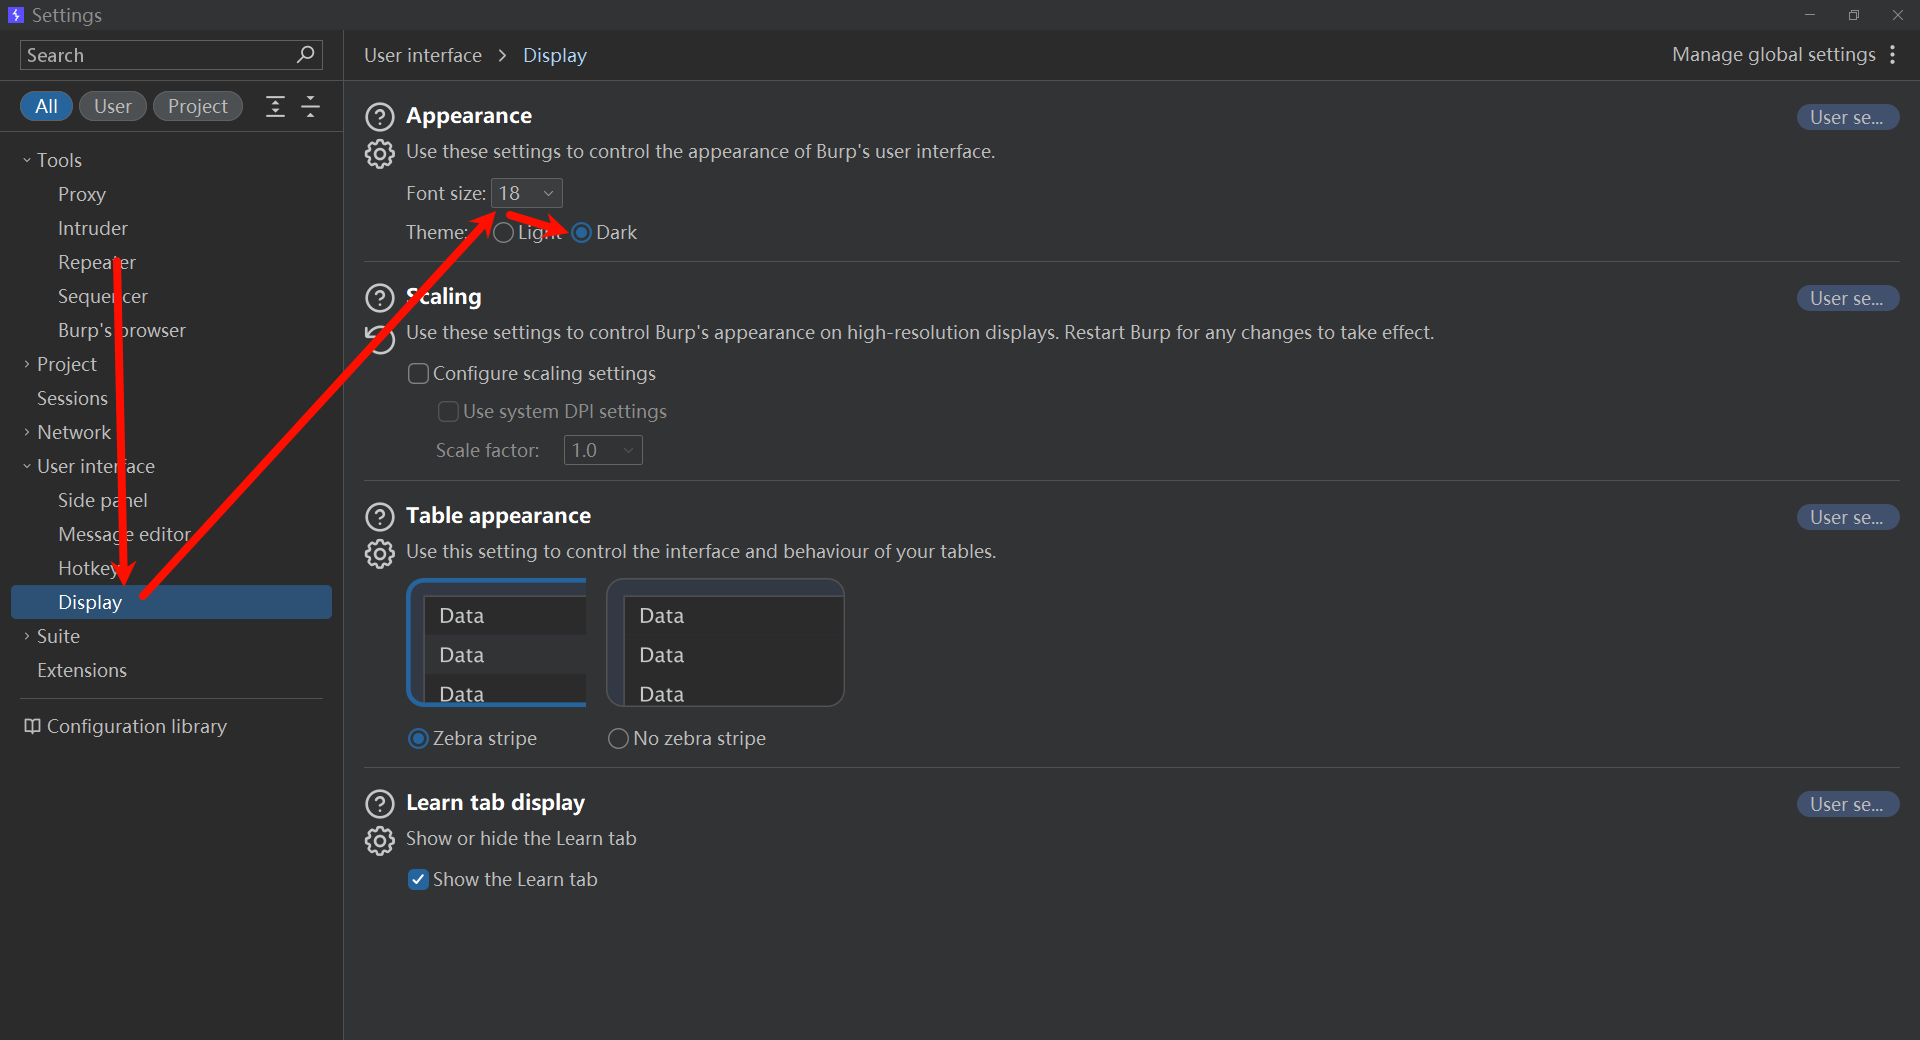 Settings
Search
User interface > Display
Manage global settings
All
User
Project
Tools
Proxy
Intruder
Repeater
Sequencer
Burp's browser
Project
Sessions
Network
User interface
Side panel
Message editor
Hotkeys
Display
Suite
Extensions
Configuration library
Appearance
User se...
Use these settings to control the appearance of Burp's user interface.
Font size: 18
Theme: Light Dark
Scaling
User se...
Use these settings to control Burp's appearance on high-resolution displays. Restart Burp for any changes to take effect.
Configure scaling settings
Use system DPI settings
Scale factor: 1.0
Table appearance
User se...
Use this setting to control the interface and behaviour of your tables.
Data
Data
Data
Data
Data
Data
Zebra stripe
No zebra stripe
Learn tab display
User se...
Show or hide the Learn tab
Show the Learn tab